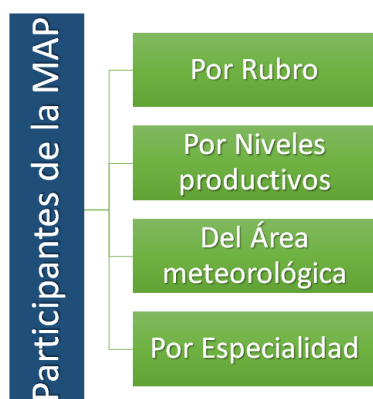 Participantes de la MAP
Por Rubro
Por Niveles
productivos
Del Área
meteorológica
Por Especialidad